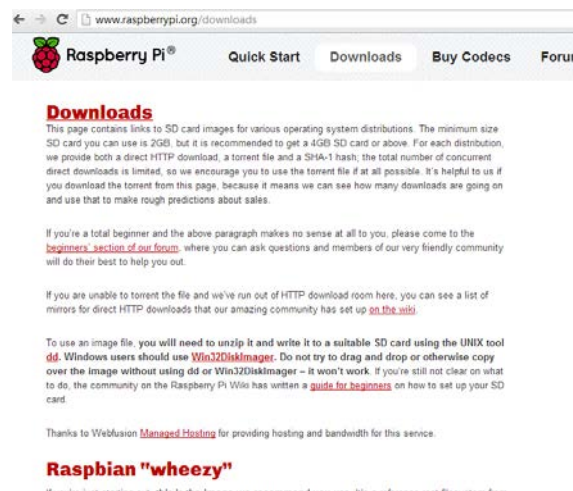 www.raspberrypi.org/downloads
Raspberry Pi®
Quick Start
Downloads
Buy Codecs
Forum
Downloads
This page contains links to SD card images for various operating system distributions. The minimum size
SD card you can use is 2GB, but it is recommended to get a 4GB SD card or above. For each distribution,
we provide both a direct HTTP download, a torrent file and a SHA-1 hash; the total number of concurrent
direct downloads is limited, so we encourage you to use the torrent file if at all possible. It's helpful to us if
you download the torrent from this page, because it means we can see how many downloads are going on
and use that to make rough predictions about sales.
If you're a total beginner and the above paragraph makes no sense at all to you, please come to the
beginners' section of our forum, where you can ask questions and members of our very friendly community
will do their best to help you out.
If you are unable to torrent the file and we've run out of HTTP download room here, you can see a list of
mirrors for direct HTTP downloads that our amazing community has set up on the wiki.
To use an image file, you will need to unzip it and write it to a suitable SD card using the UNIX tool
dd. Windows users should use Win32DiskImager. Do not try to drag and drop or otherwise copy
over the image without using dd or Win32DiskImager – it won't work. If you're still not clear on what
to do, the community on the Raspberry Pi Wiki has written a guide for beginners on how to set up your SD
card.
Thanks to Webfusion Managed Hosting for providing hosting and bandwidth for this service.
Raspbian "wheezy"